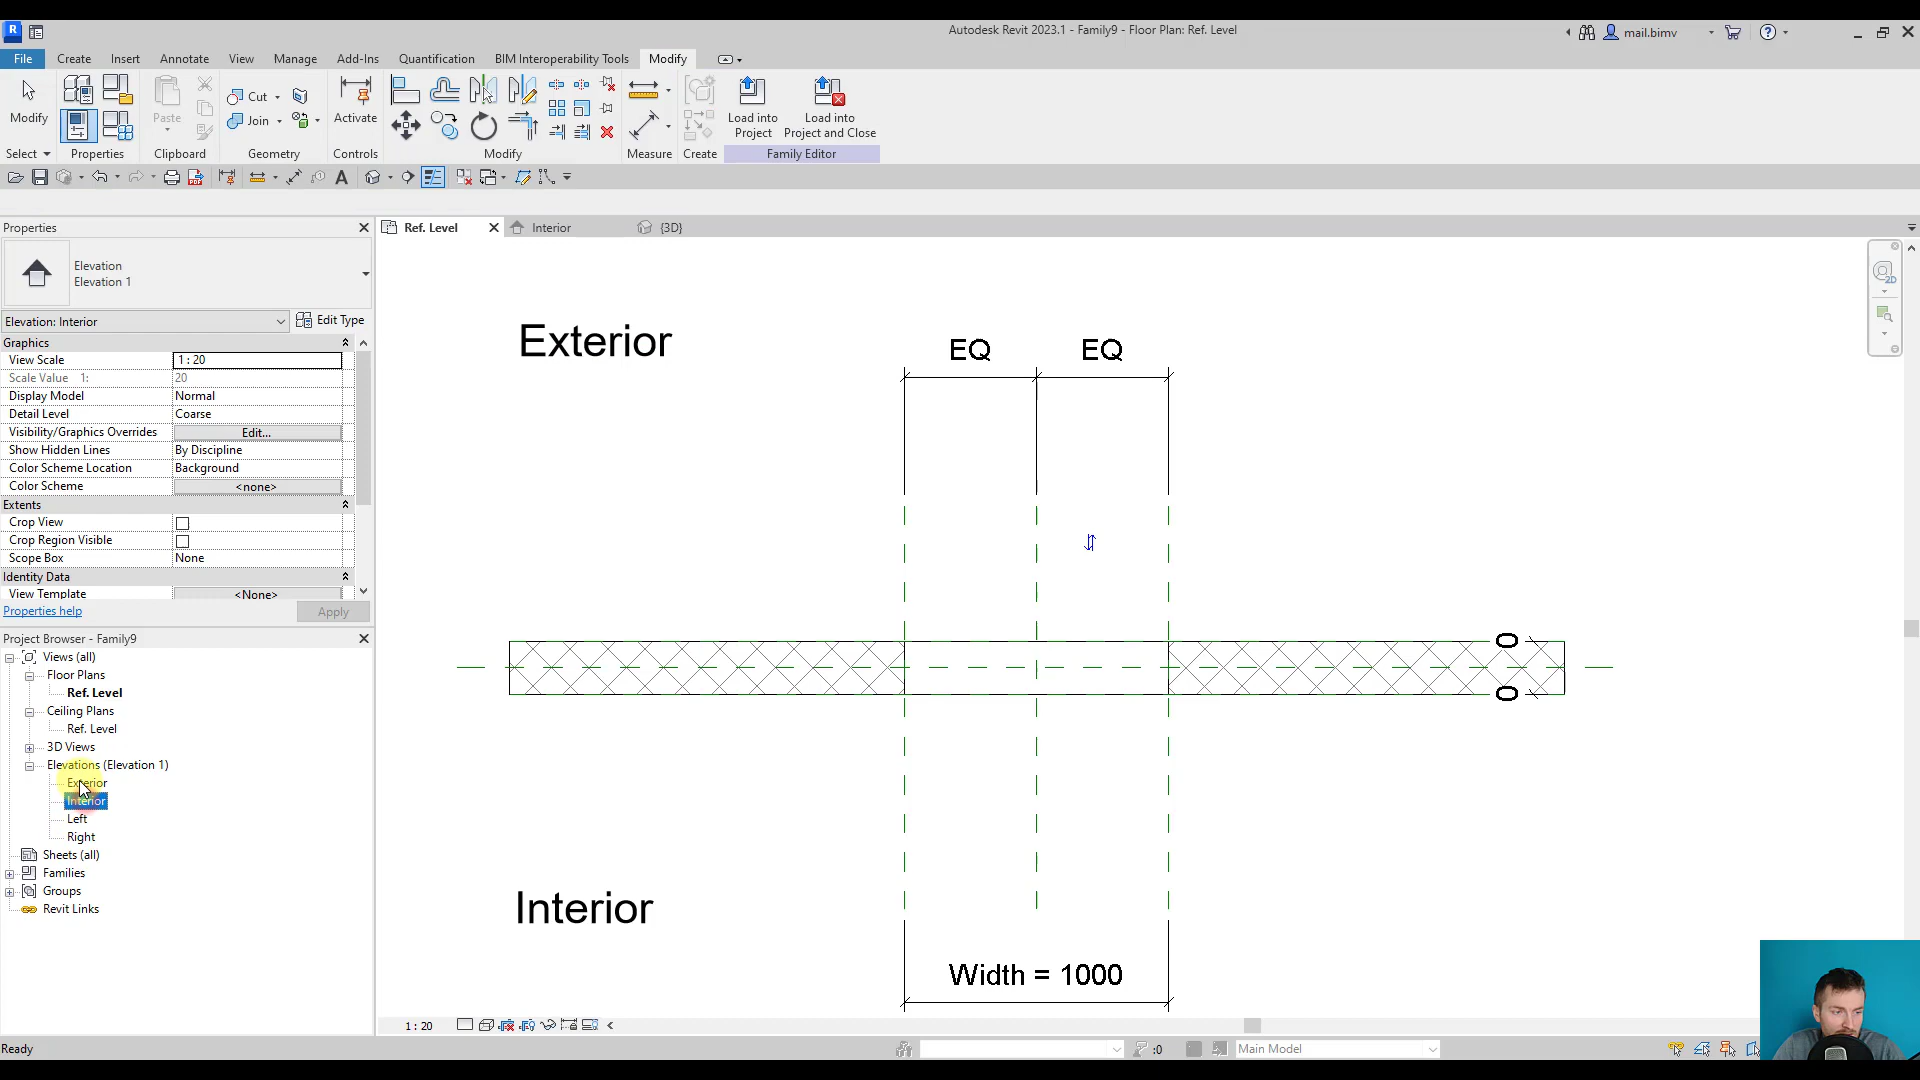 R
Autodesk Revit 2023.1 - Family9 - Floor Plan: Ref. Level
mail.bimv
File Create Insert Annotate View Manage Add-Ins Quantification BIM Interoperability Tools Modify
Modify
Paste
Cut
Join
Activate
Load into
Project
Load into
Project and Close
Select Properties Clipboard Geometry Controls Modify Measure Create Family Editor
PDF
A
Properties
Ref. Level
Interior
{3D}
Elevation
Elevation 1
Elevation: Interior
Edit Type
Graphics
View Scale 1 : 20
Scale Value 1: 20
Display Model Normal
Detail Level Coarse
Visibility/Graphics Overrides Edit...
Show Hidden Lines By Discipline
Color Scheme Location Background
Color Scheme <none>
Extents
Crop View
Crop Region Visible
Scope Box None
Identity Data
View Template <None>
Properties help
Apply
Project Browser - Family9
Views (all)
Floor Plans
Ref. Level
Ceiling Plans
Ref. Level
3D Views
Elevations (Elevation 1)
Exterior
Interior
Left
Right
Sheets (all)
Families
Groups
Revit Links
Exterior
EQ EQ
Interior
Width = 1000
2D
1 : 20
Ready
:0
Main Model